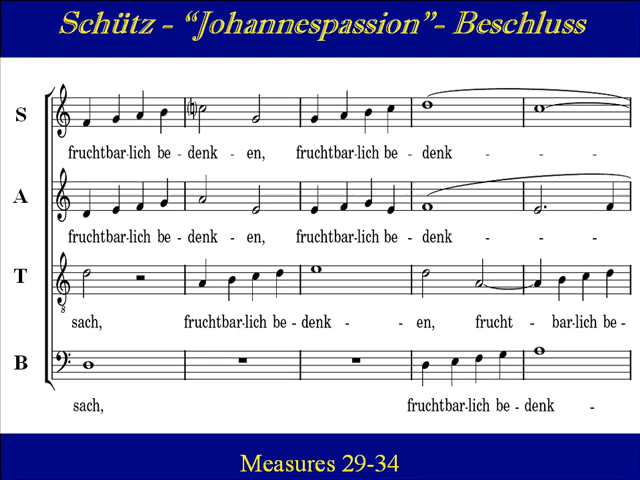 Schütz - “Johannespassion”- Beschluss
S
fruchtbar-lich be-denk - en, fruchtbar-lich be-denk - - -
A
fruchtbar-lich be-denk - en, fruchtbar-lich be-denk - - -
T
8
sach, fruchtbar-lich be-denk - - en, frucht - bar-lich be -
B
sach, fruchtbar-lich be - denk -
Measures 29-34